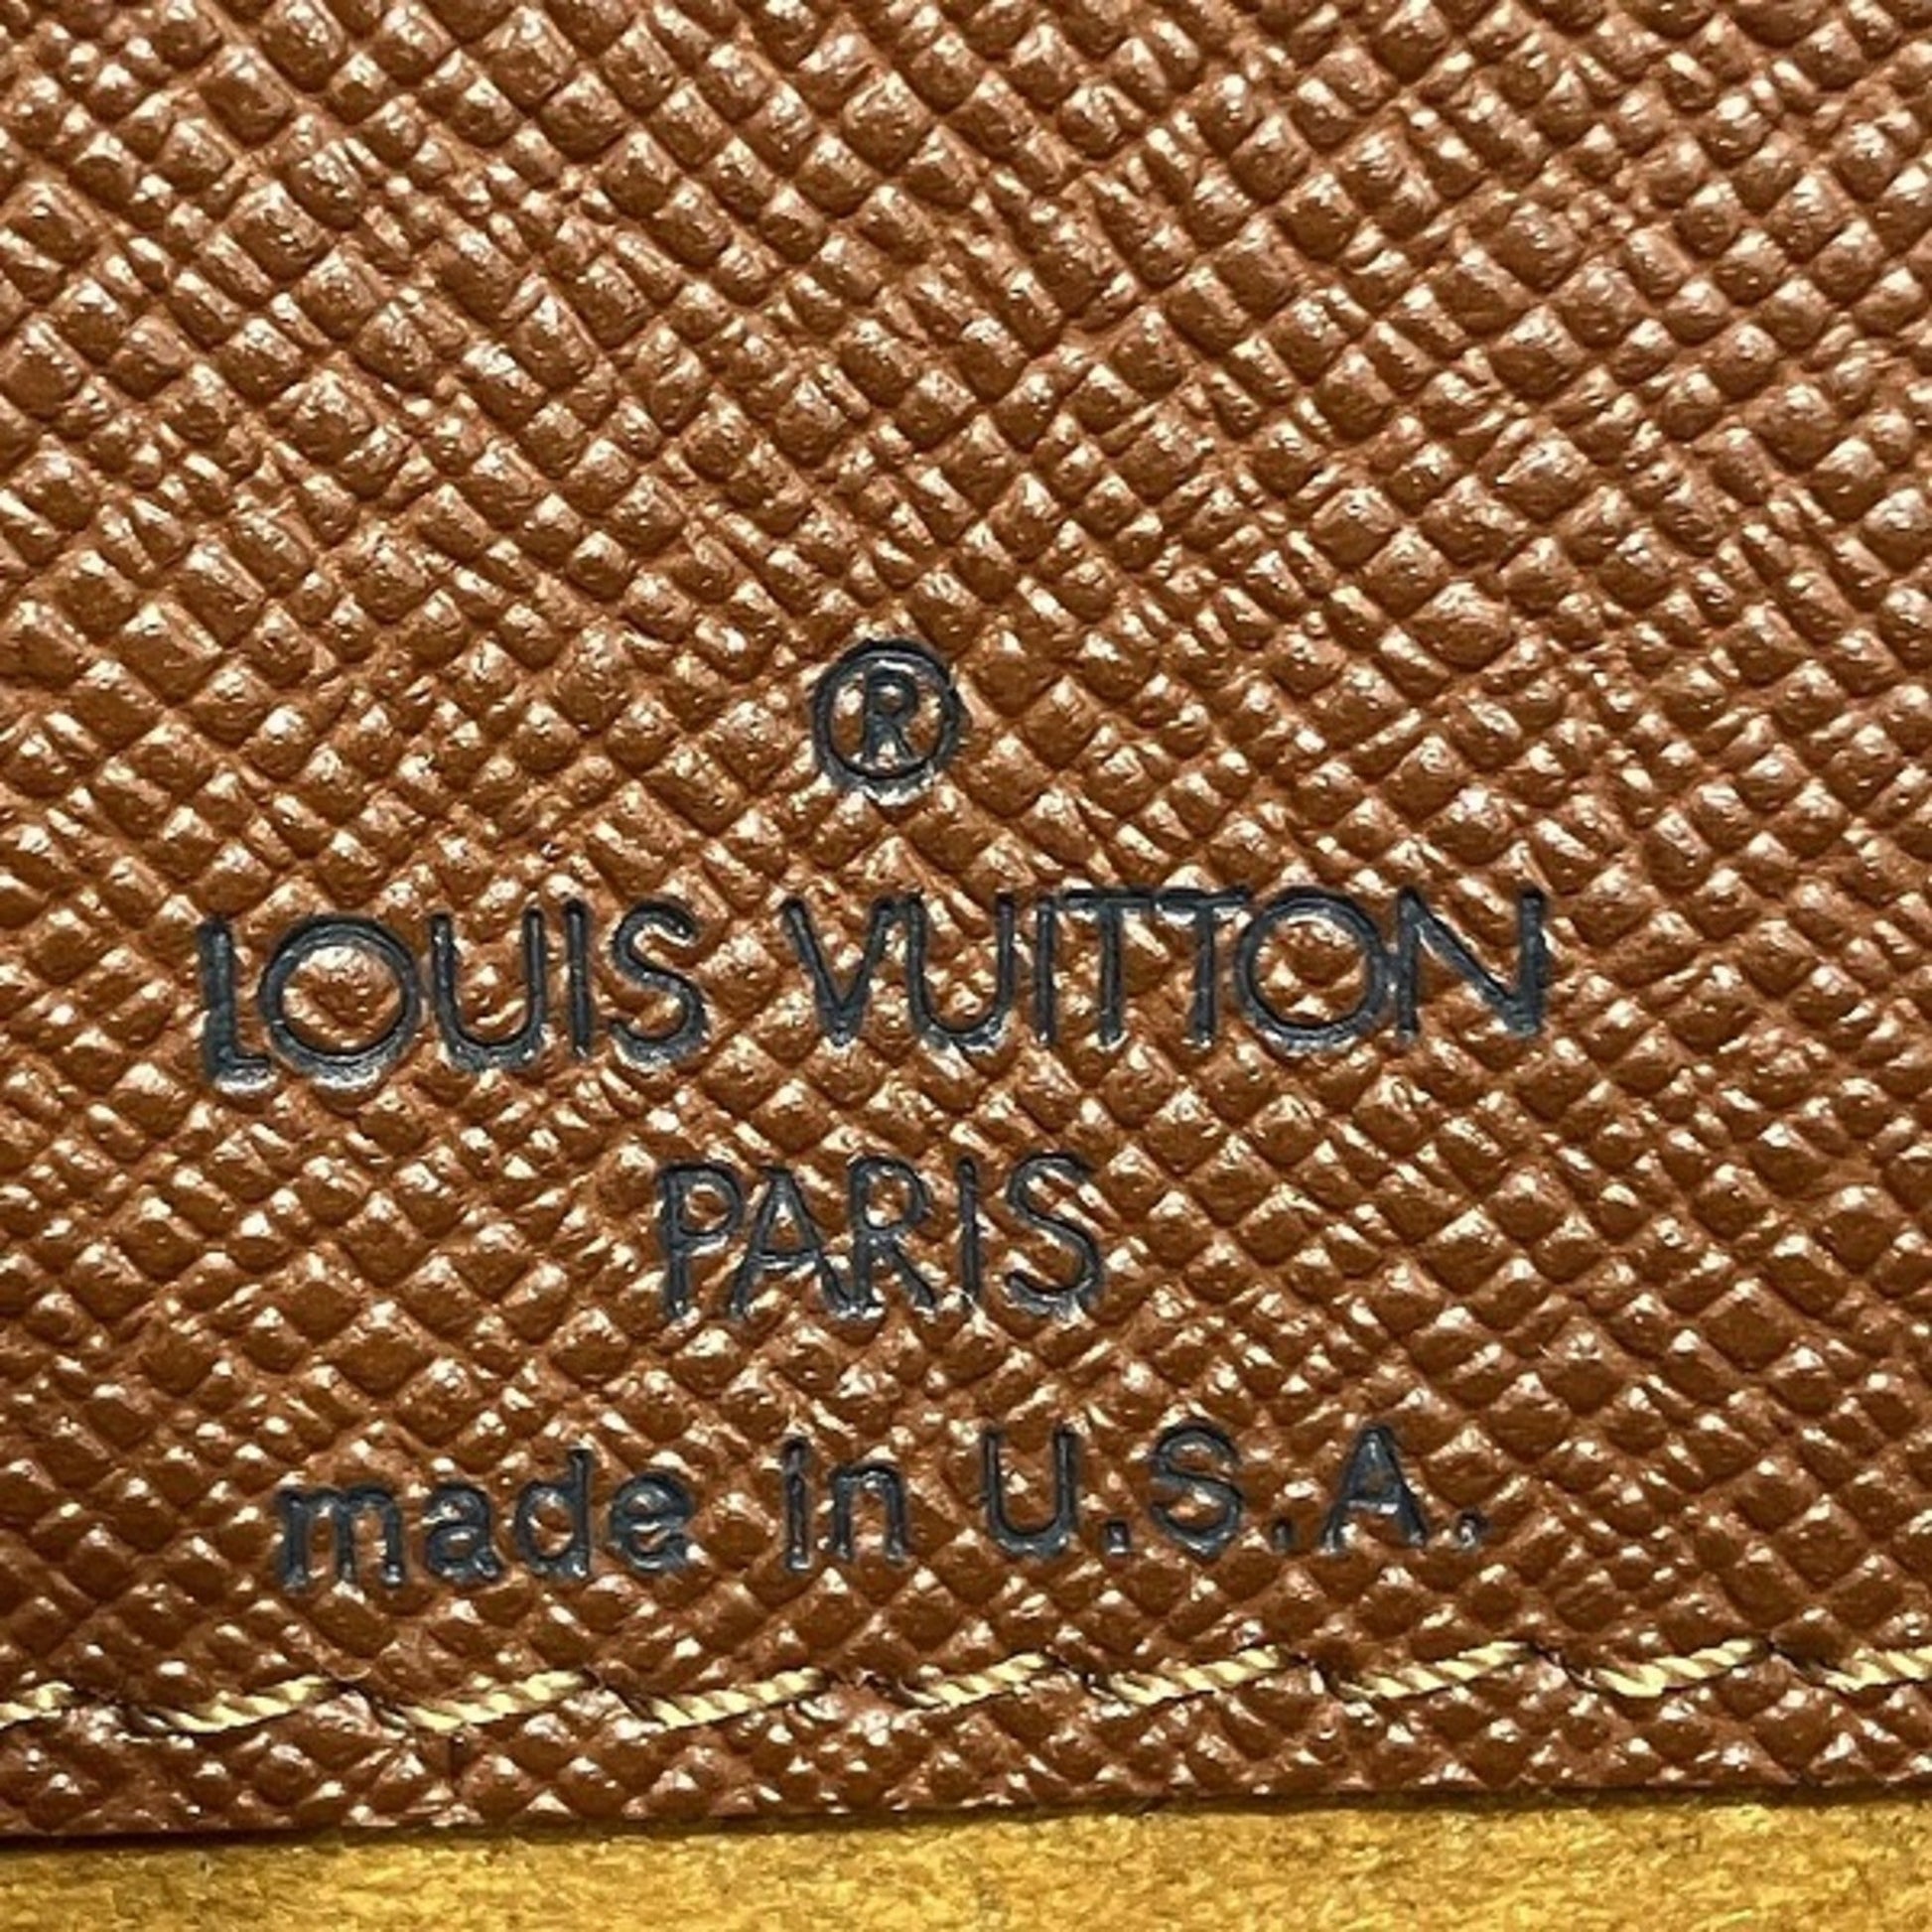 ®
LOUIS VUITTON
PARIS
made in U.S.A.